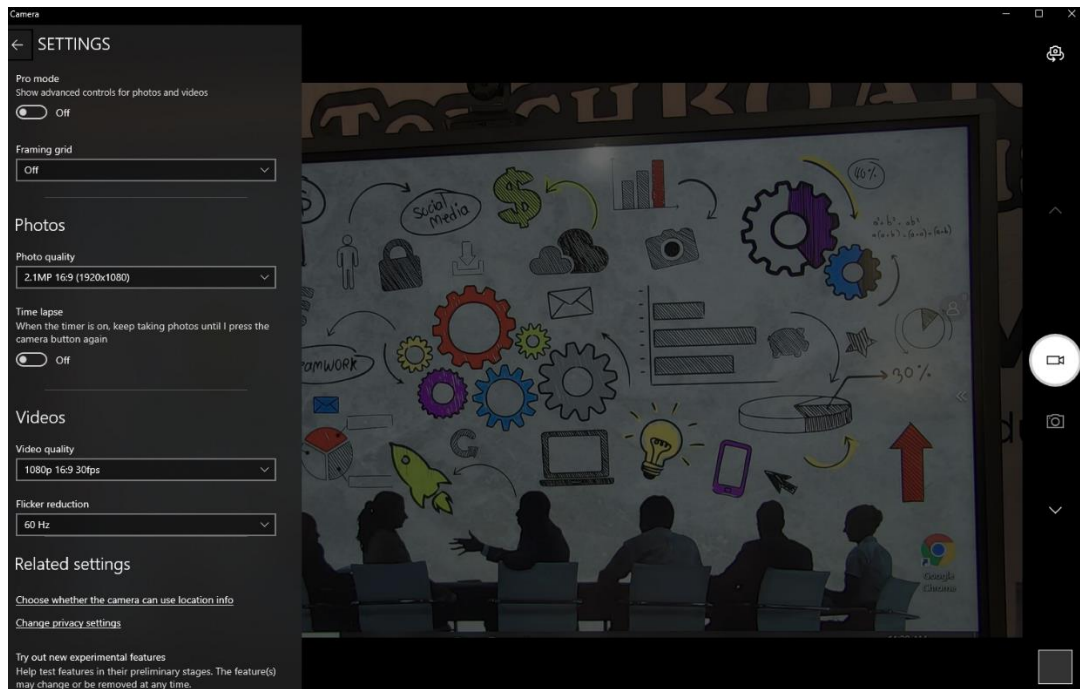 Camera
SETTINGS
Pro mode
Show advanced controls for photos and videos
Off
Framing grid
Off
Photos
Photo quality
2.1MP 16:9 (1920x1080)
Time lapse
When the timer is on, keep taking photos until I press the
camera button again
Off
Videos
Video quality
1080p 16:9 30fps
Flicker reduction
60 Hz
Related settings
Choose whether the camera can use location info
Change privacy settings
Try out new experimental features
Help test features in their preliminary stages. The feature(s)
may change or be removed at any time.
Social
media
40%
30%
G
Google
Chrome